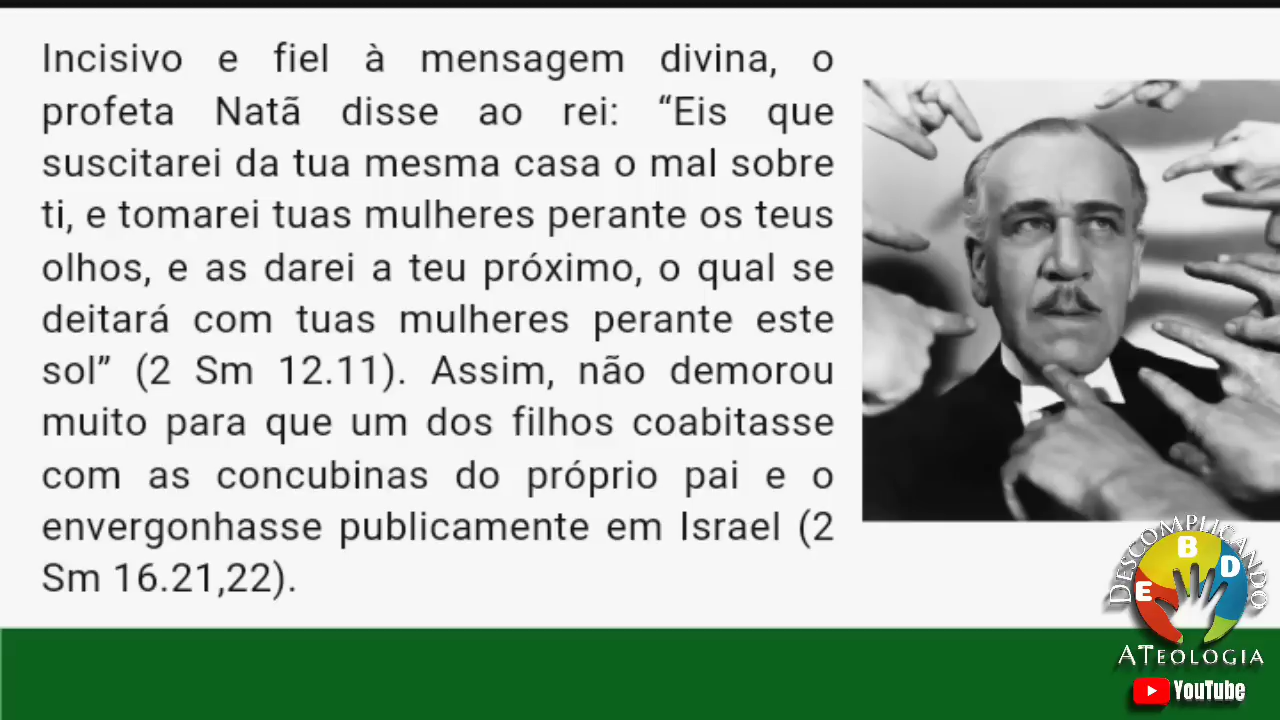 Incisivo e fiel à mensagem divina, o
profeta Natã disse ao rei: “Eis que
suscitarei da tua mesma casa o mal sobre
ti, e tomarei tuas mulheres perante os teus
olhos, e as darei a teu próximo, o qual se
deitará com tuas mulheres perante este
sol” (2 Sm 12.11). Assim, não demorou
muito para que um dos filhos coabitasse
com as concubinas do próprio pai e o
envergonhasse publicamente em Israel (2
Sm 16.21,22).
DESCOMPLICANDO
E B D
ATEOLOGIA
YouTube